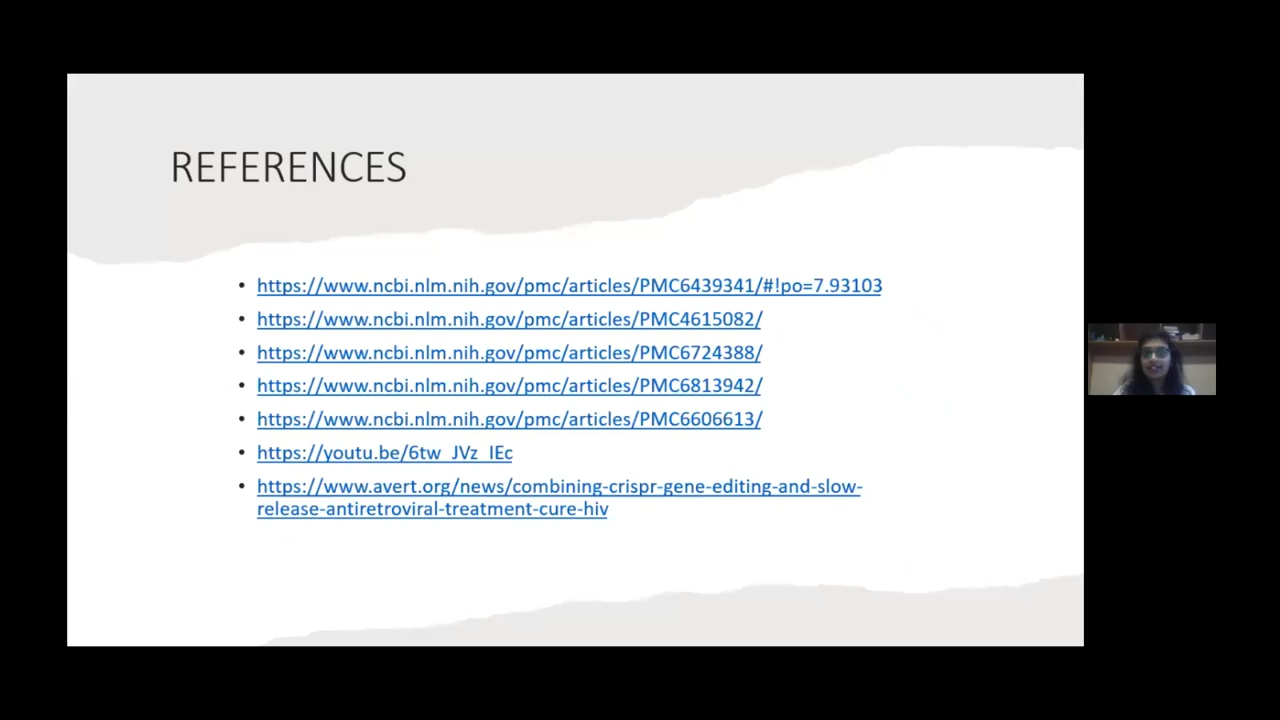 REFERENCES
• https://www.ncbi.nlm.nih.gov/pmc/articles/PMC6439341/#!po=7.93103
• https://www.ncbi.nlm.nih.gov/pmc/articles/PMC4615082/
• https://www.ncbi.nlm.nih.gov/pmc/articles/PMC6724388/
• https://www.ncbi.nlm.nih.gov/pmc/articles/PMC6813942/
• https://www.ncbi.nlm.nih.gov/pmc/articles/PMC6606613/
• https://youtu.be/6tw_JVz_IEc
• https://www.avert.org/news/combining-crispr-gene-editing-and-slow-
release-antiretroviral-treatment-cure-hiv